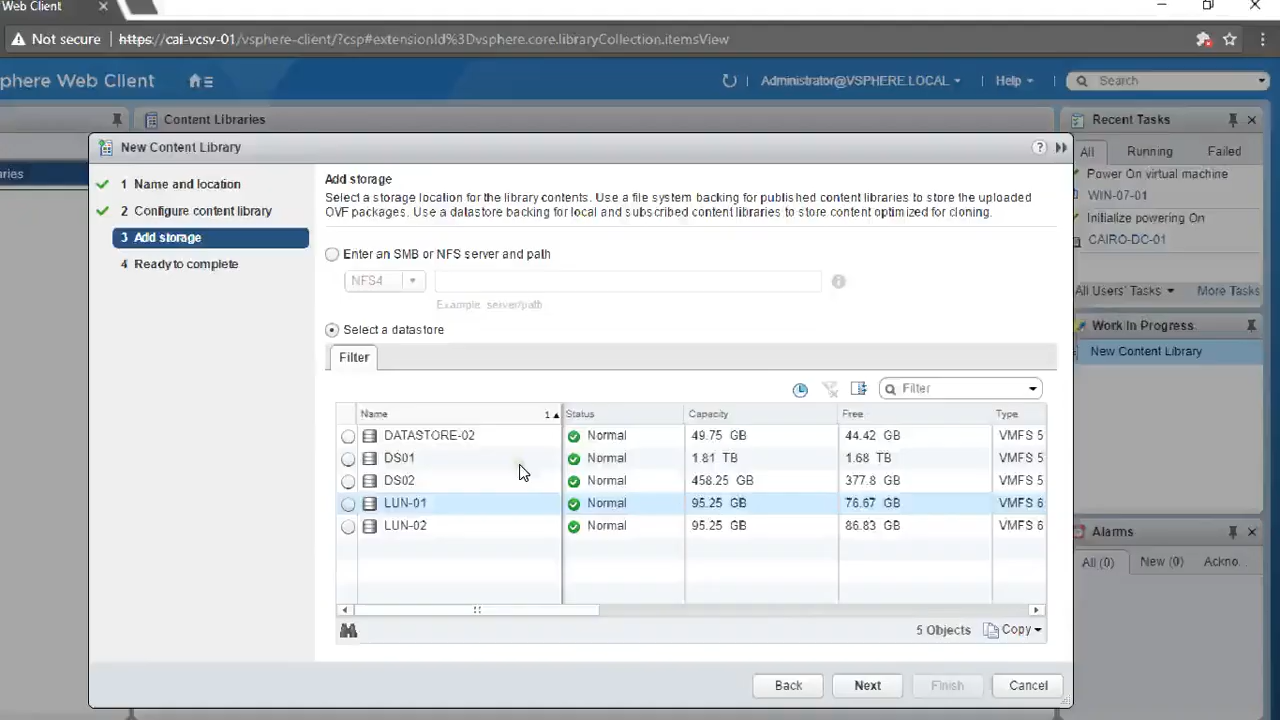 Web Client
Not secure https://cai-vcsv-01/vsphere-client/?csp#extensionId%3Dvsphere.core.libraryCollection.itemsView
phere Web Client
Administrator@VSPHERE.LOCAL
Help
Search
Content Libraries
Recent Tasks
ries
New Content Library
All Running Failed
1 Name and location
2 Configure content library
3 Add storage
4 Ready to complete
Add storage
Select a storage location for the library contents. Use a file system backing for published content libraries to store the uploaded
OVF packages. Use a datastore backing for local and subscribed content libraries to store content optimized for cloning.
Enter an SMB or NFS server and path
NFS4
Example: server/path
Select a datastore
Filter
Filter
Name 1 Status Capacity Free Type
DATASTORE-02 Normal 49.75 GB 44.42 GB VMFS 5
DS01 Normal 1.81 TB 1.68 TB VMFS 5
DS02 Normal 458.25 GB 377.8 GB VMFS 5
LUN-01 Normal 95.25 GB 76.67 GB VMFS 6
LUN-02 Normal 95.25 GB 86.83 GB VMFS 6
5 Objects Copy
Back Next Finish Cancel
Power On virtual machine
WIN-07-01
Initialize powering On
CAIRO-DC-01
All Users' Tasks More Tasks
Work In Progress
New Content Library
Alarms
All (0) New (0) Ackno...